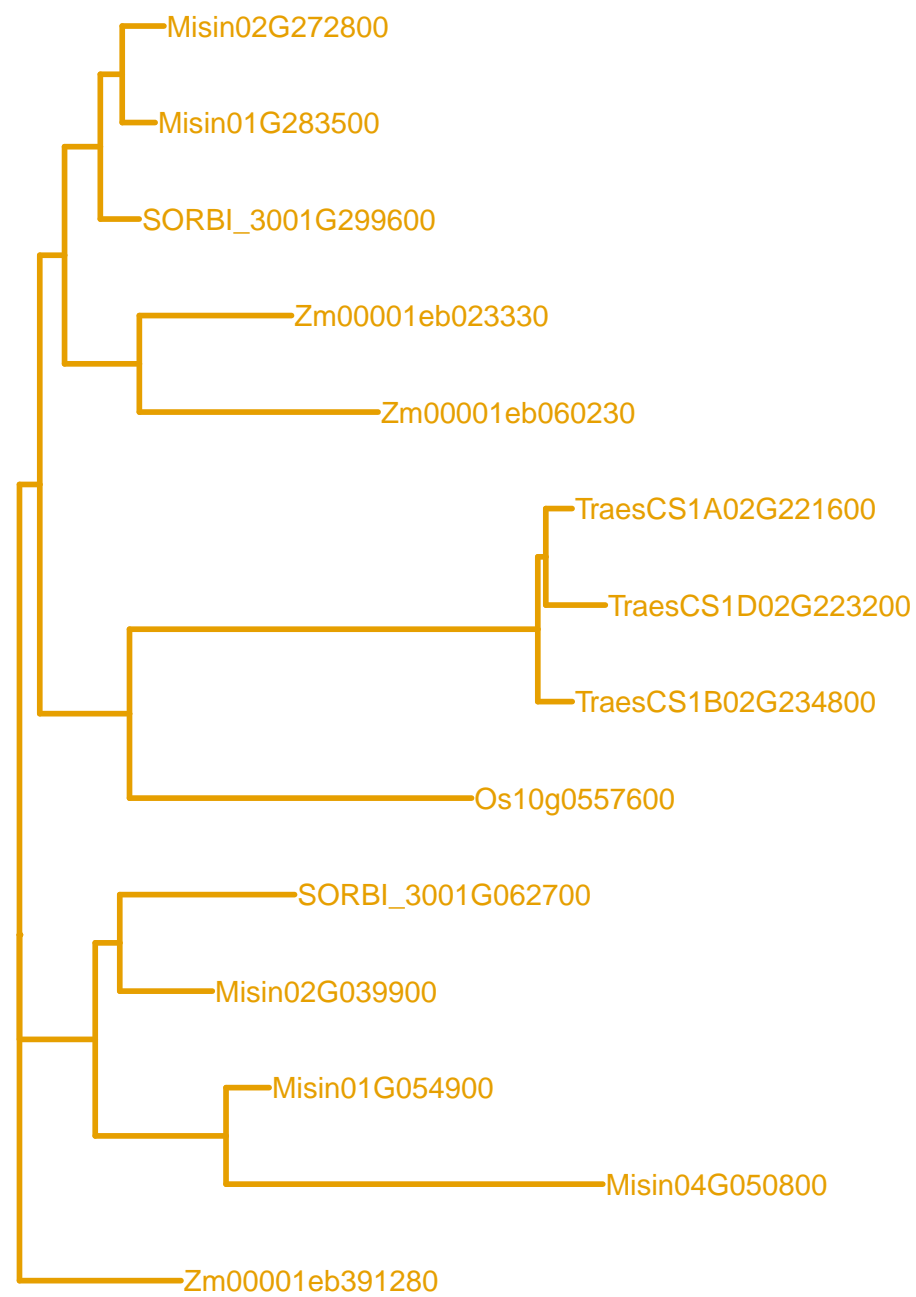 Misin02G272800
Misin01G283500
SORBI_3001G299600
Zm00001eb023330
Zm00001eb060230
TraesCS1A02G221600
TraesCS1D02G223200
TraesCS1B02G234800
Os10g0557600
SORBI_3001G062700
Misin02G039900
Misin01G054900
Misin04G050800
Zm00001eb391280